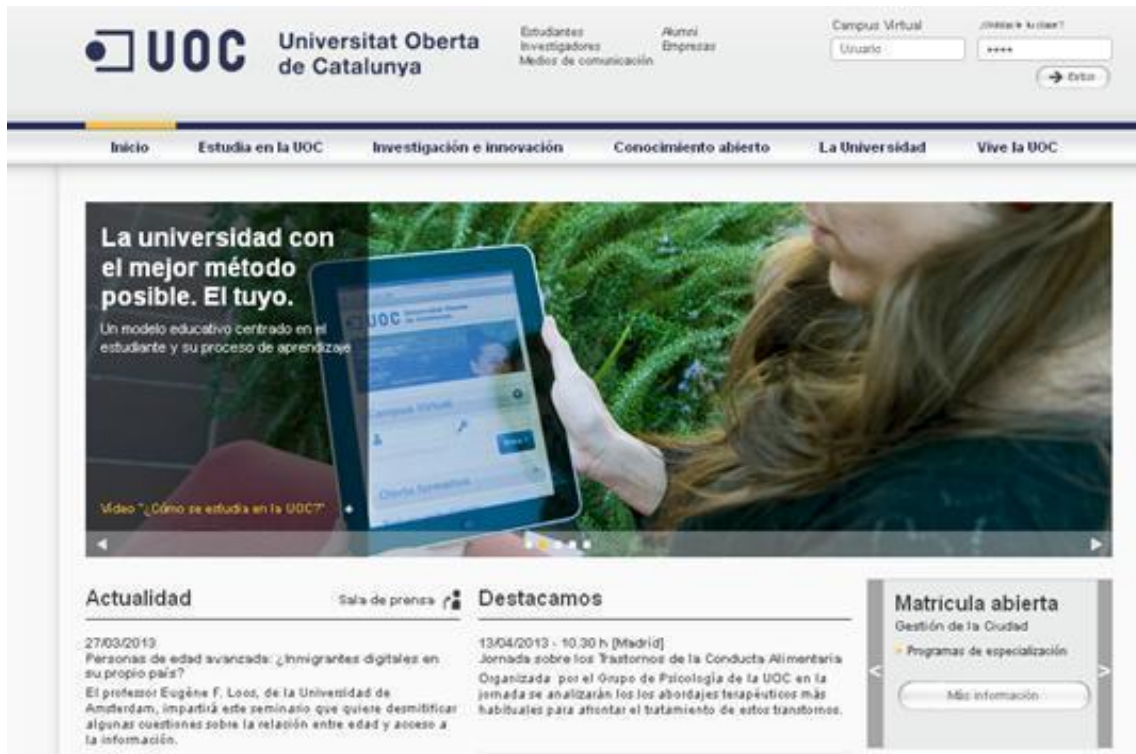 UOC
Universitat Oberta
de Catalunya
Estudiantes
Investigadores
Medios de comunicación
Alumni
Empresas
Campus Virtual
Usuario
****
Entrar
Inicio
Estudia en la UOC
Investigación e innovación
Conocimiento abierto
La Universidad
Vive la UOC
La universidad con
el mejor método
posible. El tuyo.
Un modelo educativo centrado en el
estudiante y su proceso de aprendizaje
UOC
Campus Virtual
Oferta formativa
Vídeo "¿Cómo se estudia en la UOC?"
Actualidad
Sala de prensa
27/03/2013
Personas de edad avanzada: ¿Inmigrantes digitales en
su propio país?
El professor Eugène F. Loos, de la Universidad de
Amsterdam, impartirá este seminario que quiere desmitificar
algunas cuestiones sobre la relación entre edad y acceso a
la información.
Destacamos
13/04/2013 - 10.30 h [Madrid]
Jornada sobre los Trastornos de la Conducta Alimentaria
Organizada por el Grupo de Psicología de la UOC en la
jornada se analizarán los los abordajes terapéuticos más
habituales para afrontar el tratamiento de estos transtornos.
Matrícula abierta
Gestión de la Ciudad
Programas de especialización
Más información